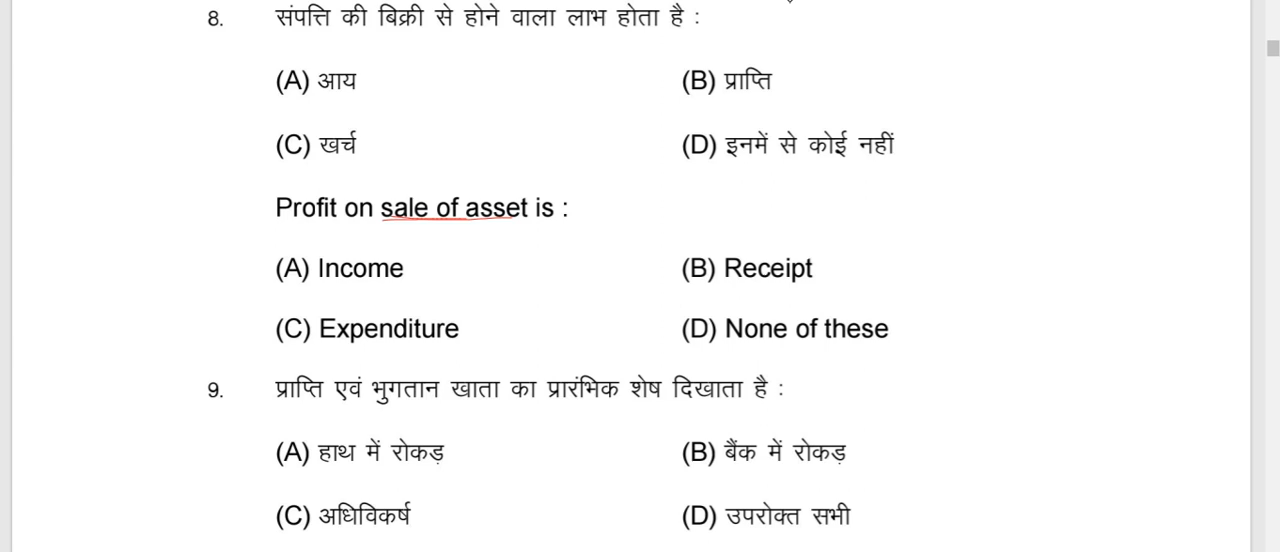 8. संपत्ति की बिक्री से होने वाला लाभ होता है :
(A) आय (B) प्राप्ति
(C) खर्च (D) इनमें से कोई नहीं
Profit on sale of asset is :
(A) Income (B) Receipt
(C) Expenditure (D) None of these
9. प्राप्ति एवं भुगतान खाता का प्रारंभिक शेष दिखाता है :
(A) हाथ में रोकड़ (B) बैंक में रोकड़
(C) अधिविकर्ष (D) उपरोक्त सभी